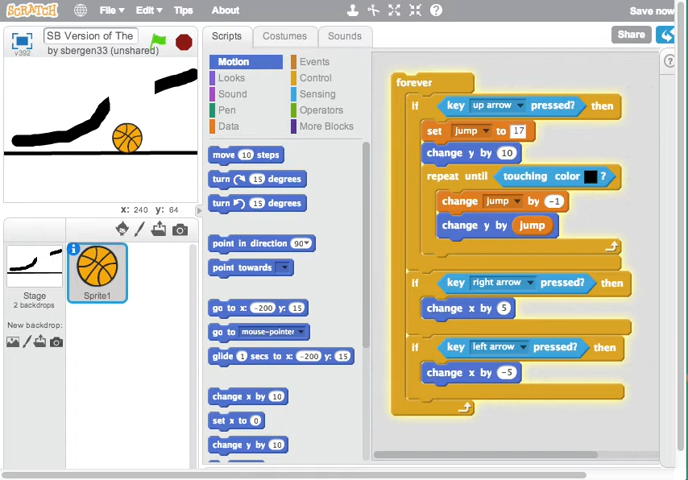 SCRATCH File Edit Tips About Save now
SB Version of The
by sbergen33 (unshared)
v392
Scripts Costumes Sounds
Share
Motion Events
Looks Control
Sound Sensing
Pen Operators
Data More Blocks
move 10 steps
turn 15 degrees
turn 15 degrees
point in direction 90
point towards
go to x: -200 y: 15
go to mouse-pointer
glide 1 secs to x: -200 y: 15
change x by 10
set x to 0
change y by 10
x: 240 y: 64
Stage
2 backdrops
New backdrop:
Sprite1
forever
if key up arrow pressed? then
set Jump to 17
change y by 10
repeat until touching color ?
change Jump by -1
change y by Jump
if key right arrow pressed? then
change x by 5
if key left arrow pressed? then
change x by -5